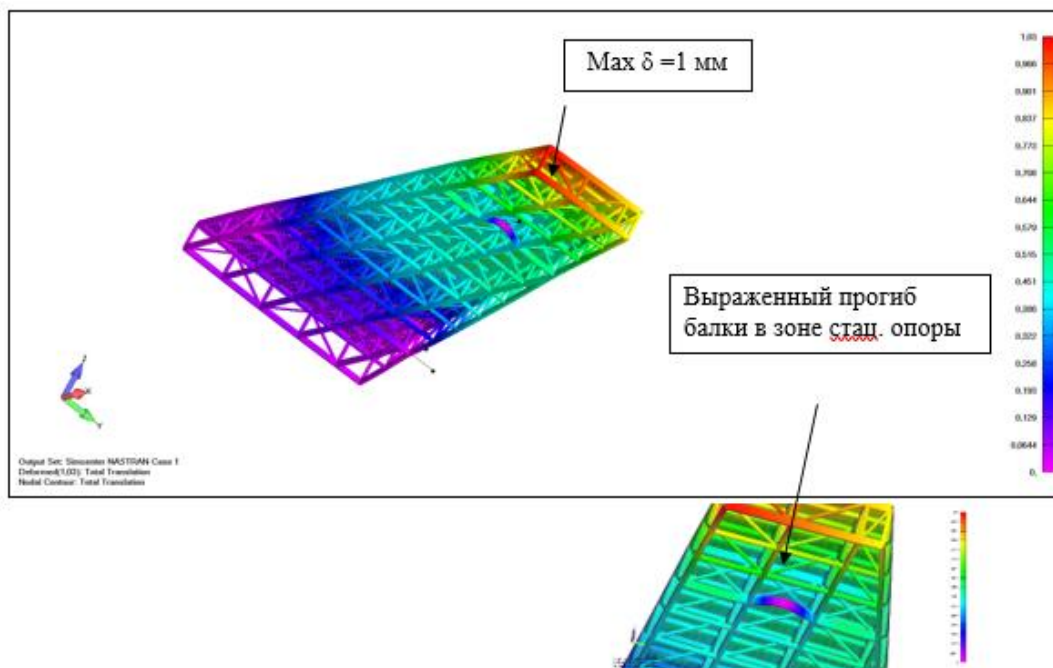 Max δ =1 мм
1,03
0,966
0,901
0,837
0,773
0,708
0,644
0,579
0,515
0,451
0,386
0,322
0,258
0,193
0,129
0,0644
0,
Выраженный прогиб
балки в зоне стац. опоры
Z
X
Y
Output Set: Simcenter NASTRAN Case 1
Deformed(1,03): Total Translation
Nodal Contour: Total Translation